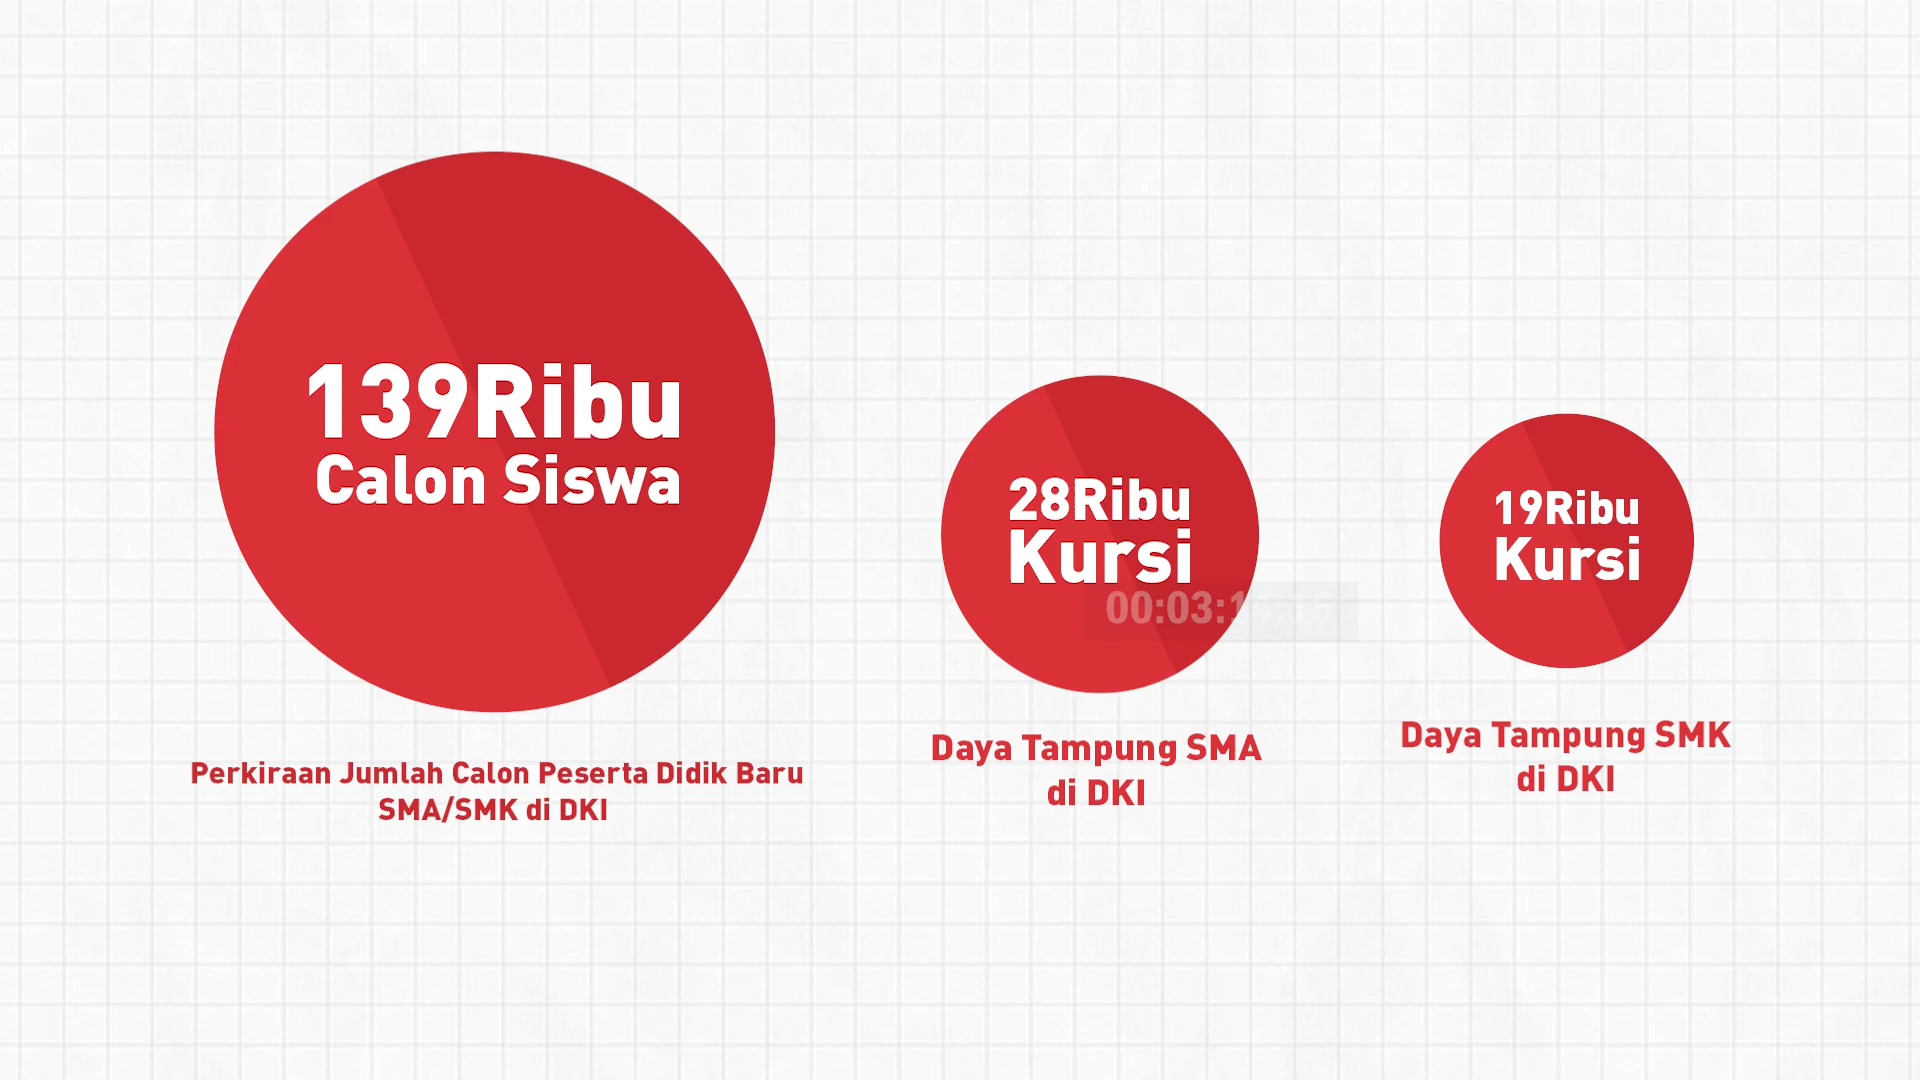 139Ribu
Calon Siswa
Perkiraan Jumlah Calon Peserta Didik Baru
SMA/SMK di DKI
28Ribu
Kursi
Daya Tampung SMA
di DKI
19Ribu
Kursi
Daya Tampung SMK
di DKI